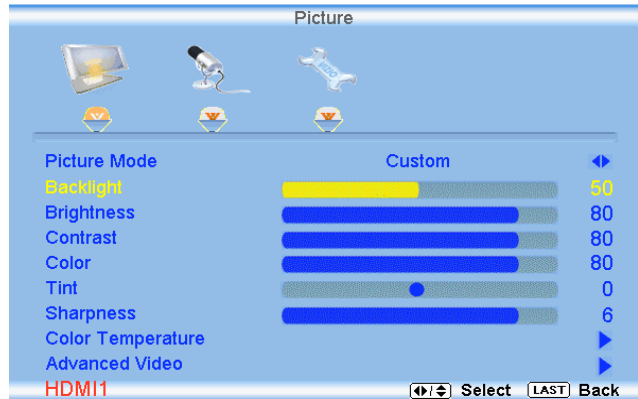 Picture
Picture Mode Custom
Backlight 50
Brightness 80
Contrast 80
Color 80
Tint 0
Sharpness 6
Color Temperature
Advanced Video
HDMI1 Select LAST Back